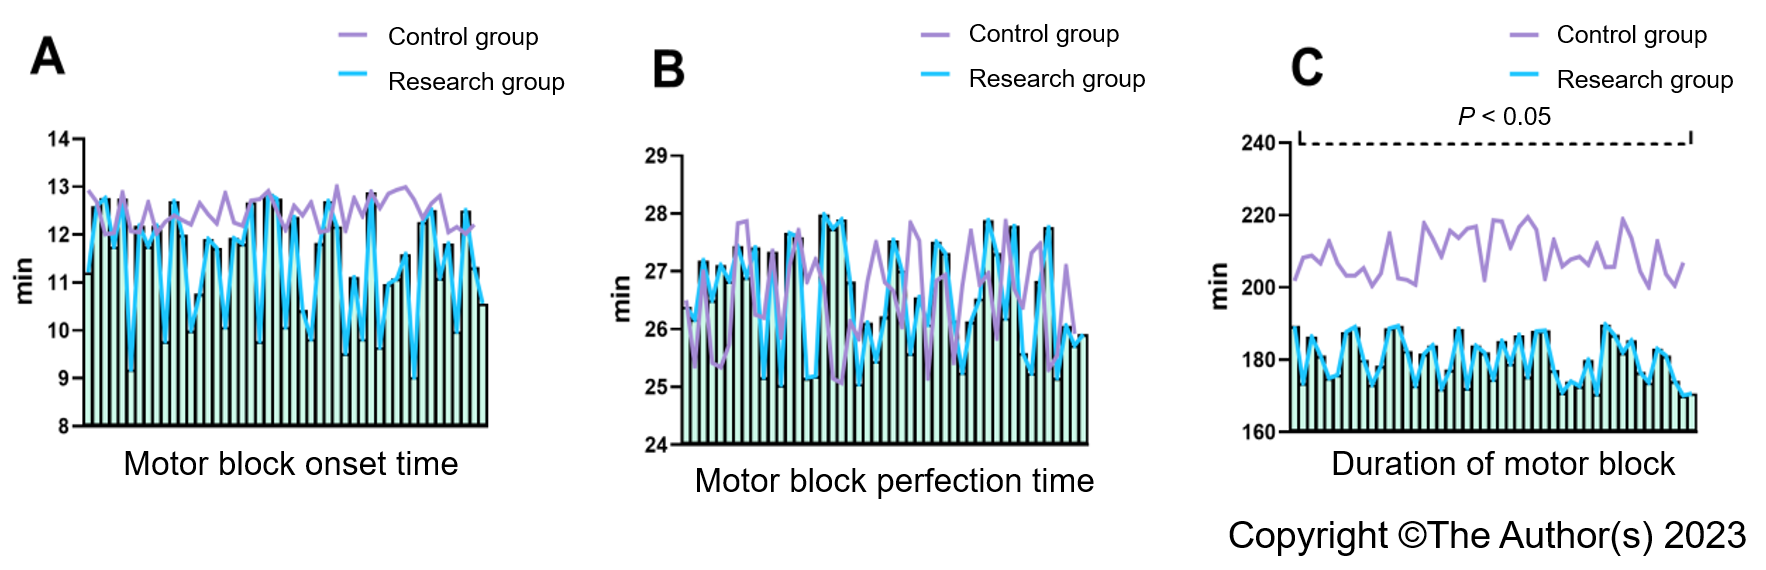 A
Control group
Research group
14
13
12
11
10
9
8
min
Motor block onset time
B
Control group
Research group
29
28
27
26
25
24
min
Motor block perfection time
C
Control group
Research group
P < 0.05
240
220
200
180
160
min
Duration of motor block
Copyright ©The Author(s) 2023